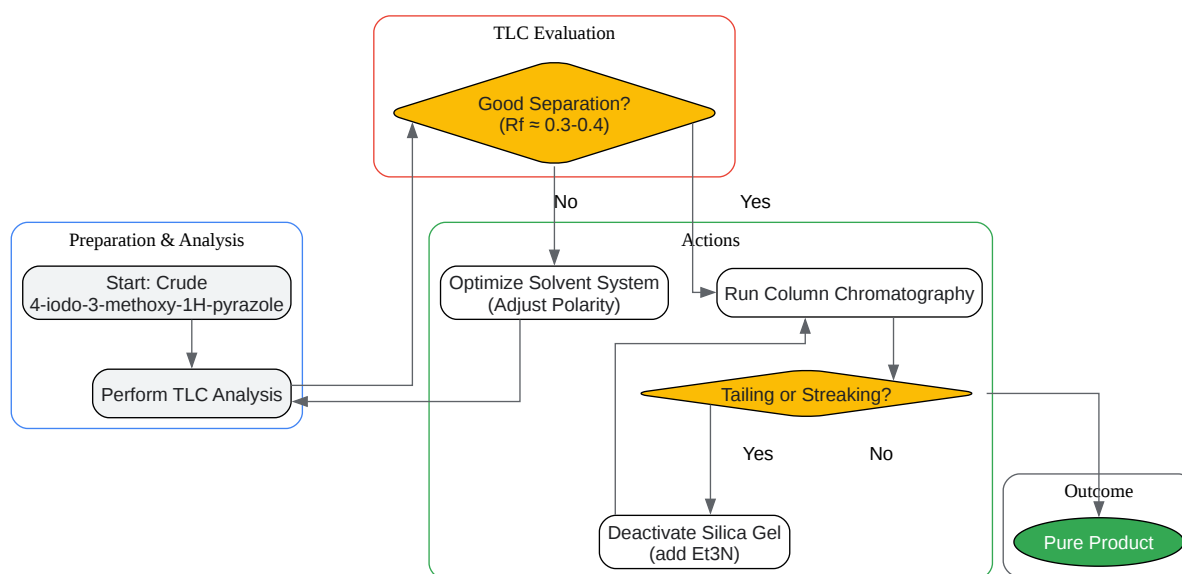 TLC Evaluation
Good Separation?
(Rf ≈ 0.3-0.4)
No
Yes
Preparation & Analysis
Start: Crude
4-iodo-3-methoxy-1H-pyrazole
Perform TLC Analysis
Actions
Optimize Solvent System
(Adjust Polarity)
Run Column Chromatography
Tailing or Streaking?
Yes
No
Deactivate Silica Gel
(add Et3N)
Outcome
Pure Product